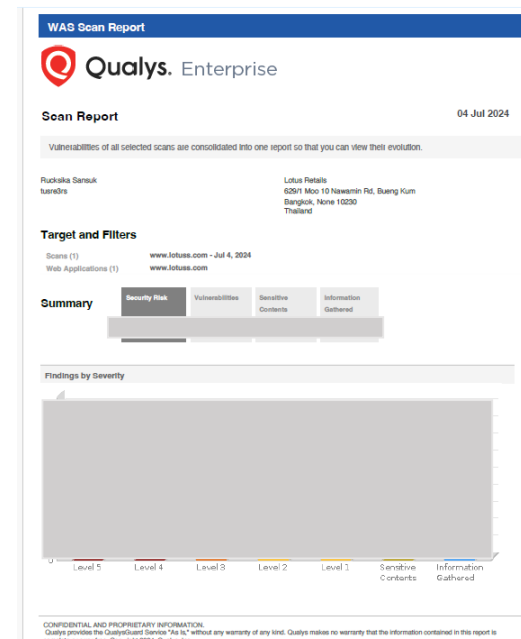 WAS Scan Report
Qualys. Enterprise
Scan Report
04 Jul 2024
Vulnerabilities of all selected scans are consolidated into one report so that you can view their evolution.
Rucksika Sansuk
tusre3rs
Lotus Retails
629/1 Moo 10 Nawamin Rd, Bueng Kum
Bangkok, None 10230
Thailand
Target and Filters
Scans (1) www.lotuss.com - Jul 4, 2024
Web Applications (1) www.lotuss.com
Summary
Security Risk
Vulnerabilities
Sensitive
Contents
Information
Gathered
Findings by Severity
0
Level 5
Level 4
Level 3
Level 2
Level 1
Sensitive
Contents
Information
Gathered
CONFIDENTIAL AND PROPRIETARY INFORMATION.
Qualys provides the QualysGuard Service "As Is," without any warranty of any kind. Qualys makes no warranty that the information contained in this report is